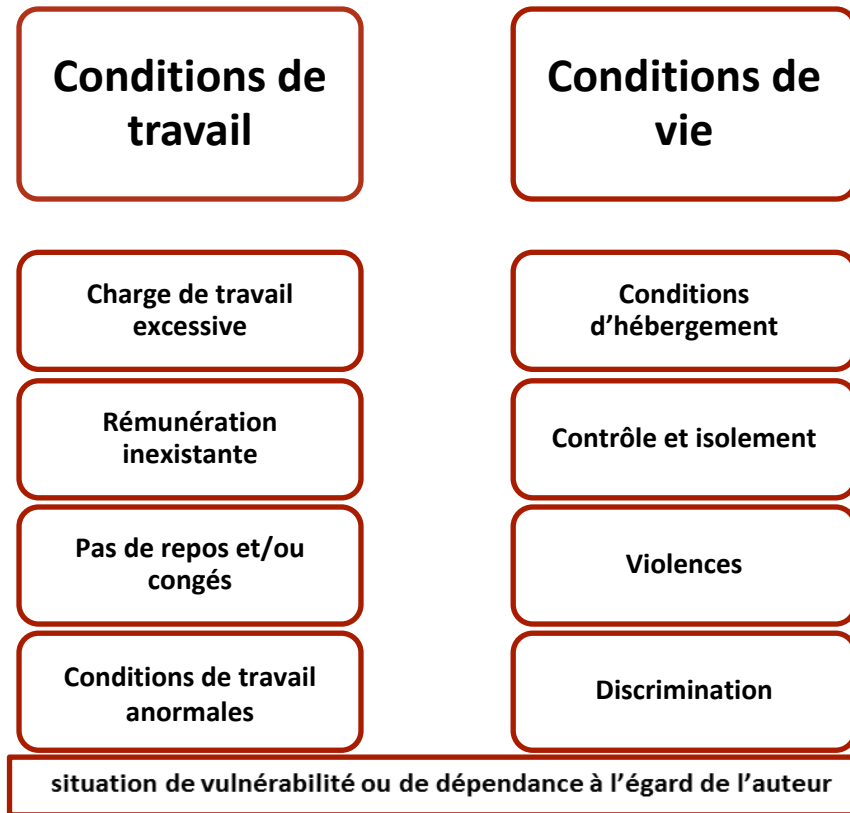 Conditions de
travail
Conditions de
vie
Charge de travail
excessive
Conditions
d'hébergement
Rémunération
inexistante
Contrôle et isolement
Pas de repos et/ou
congés
Violences
Conditions de travail
anormales
Discrimination
situation de vulnérabilité ou de dépendance à l'égard de l'auteur